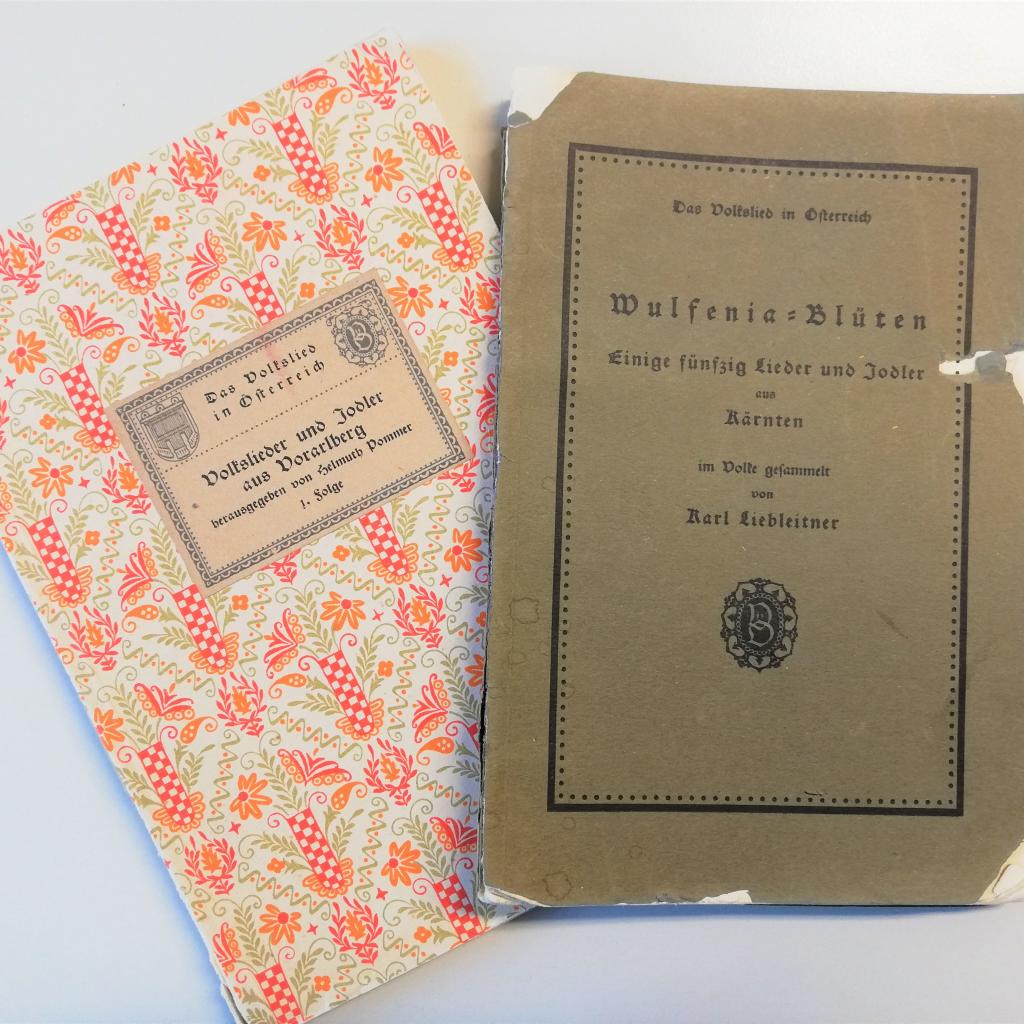 Das Volkslied
in Österreich
Volkslieder und Jodler
aus Vorarlberg
herausgegeben von Helmuth Pommer
1. Folge
Das Volkslied in Österreich
Wulfenia-Blüten
Einige fünfzig Lieder und Jodler
aus
Kärnten
im Volke gesammelt
von
Karl Liebleitner